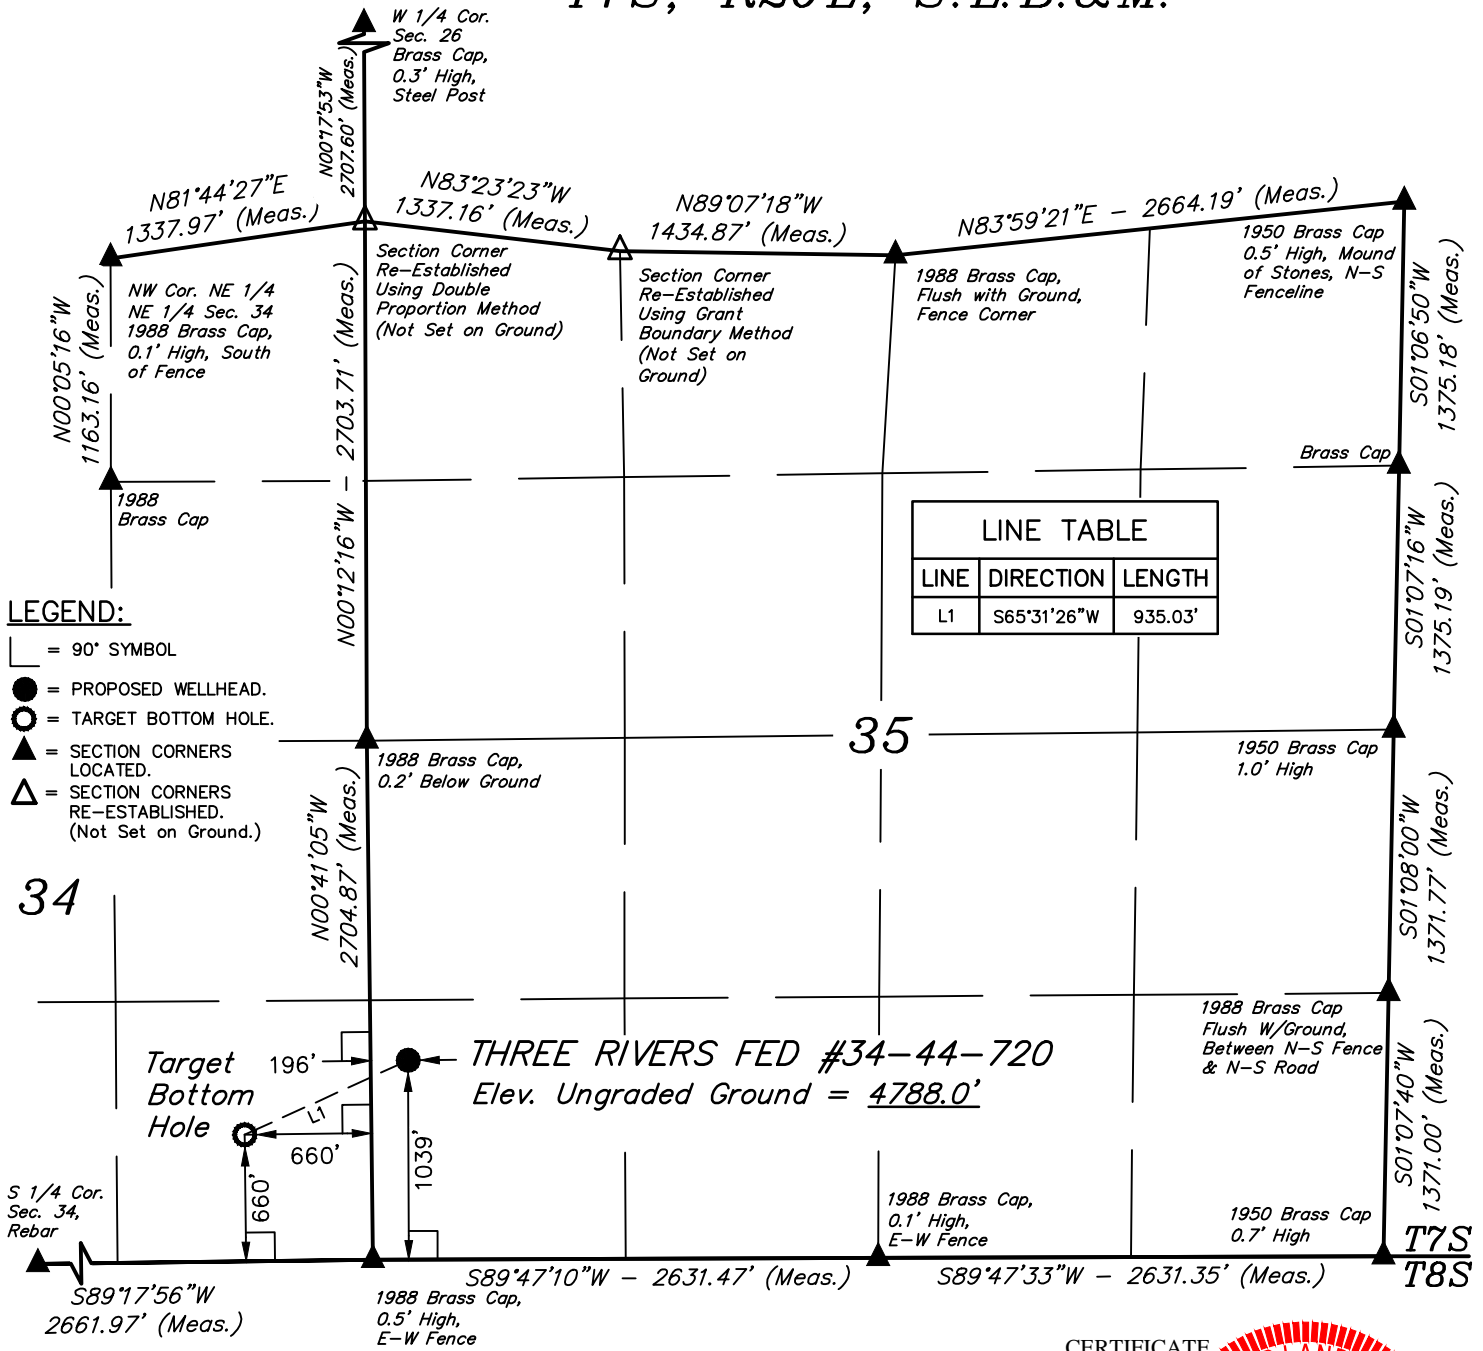 T7S, R20E, S.L.B.&M.
W 1/4 Cor.
Sec. 26
Brass Cap,
0.3' High,
Steel Post
N00°17'53"W
2707.60' (Meas.)
N81°44'27"E
1337.97' (Meas.)
N83°23'23"W
1337.16' (Meas.)
N89°07'18"W
1434.87' (Meas.)
N83°59'21"E - 2664.19' (Meas.)
NW Cor. NE 1/4
NE 1/4 Sec. 34
1988 Brass Cap,
0.1' High, South
of Fence
Section Corner
Re-Established
Using Double
Proportion Method
(Not Set on Ground)
Section Corner
Re-Established
Using Grant
Boundary Method
(Not Set on
Ground)
1988 Brass Cap,
Flush with Ground,
Fence Corner
1950 Brass Cap
0.5' High, Mound
of Stones, N-S
Fenceline
N00°05'16"W
1163.16' (Meas.)
N00°12'16"W - 2703.71' (Meas.)
S01°06'50"W
1375.18' (Meas.)
Brass Cap
1988
Brass Cap
S01°07'16"W
1375.19' (Meas.)
LINE TABLE
LINE DIRECTION LENGTH
L1 S65°31'26"W 935.03'
LEGEND:
= 90° SYMBOL
= PROPOSED WELLHEAD.
= TARGET BOTTOM HOLE.
= SECTION CORNERS
LOCATED.
= SECTION CORNERS
RE-ESTABLISHED.
(Not Set on Ground.)
35
1988 Brass Cap,
0.2' Below Ground
1950 Brass Cap
1.0' High
34
N00°41'05"W
2704.87' (Meas.)
S01°08'00"W
1371.77' (Meas.)
1988 Brass Cap
Flush W/Ground,
Between N-S Fence
& N-S Road
Target
Bottom
Hole
196'
L1
660'
660'
1039'
THREE RIVERS FED #34-44-720
Elev. Ungraded Ground = 4788.0'
S01°07'40"W
1371.00' (Meas.)
S 1/4 Cor.
Sec. 34,
Rebar
1988 Brass Cap,
0.1' High,
E-W Fence
1950 Brass Cap
0.7' High
T7S
T8S
S89°17'56"W
2661.97' (Meas.)
S89°47'10"W - 2631.47' (Meas.)
S89°47'33"W - 2631.35' (Meas.)
1988 Brass Cap,
0.5' High,
E-W Fence
CERTIFICATE